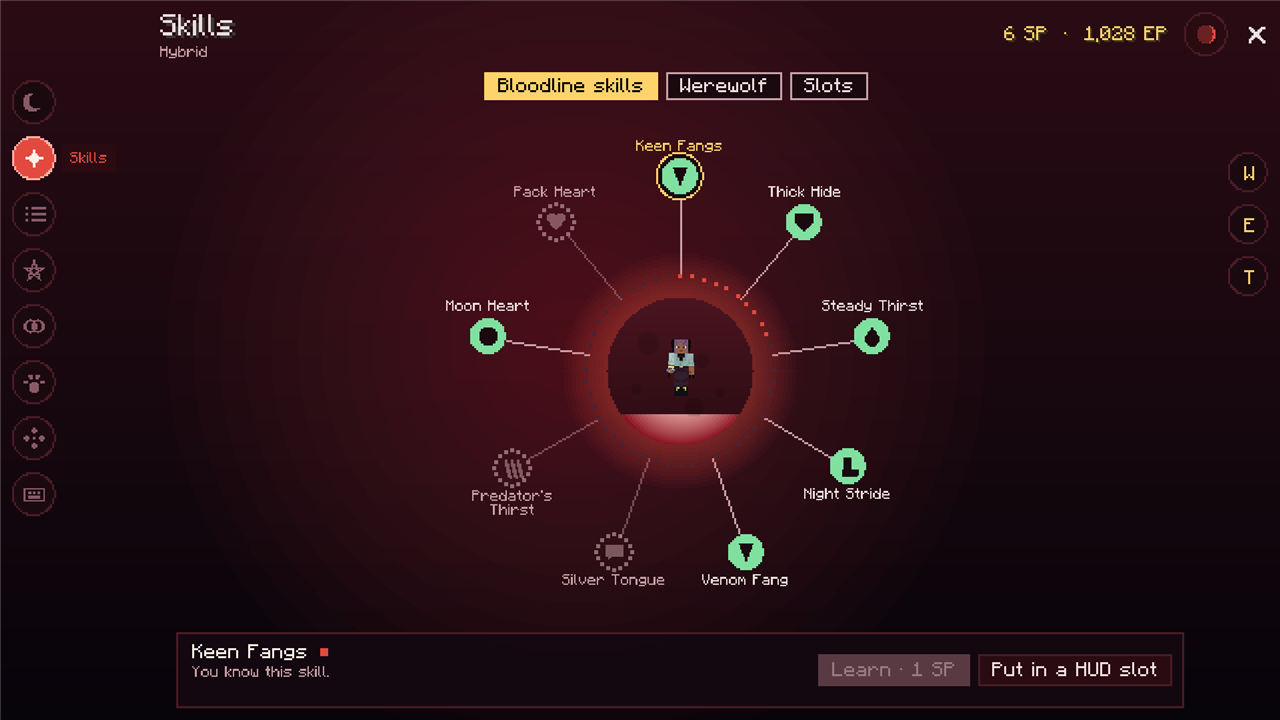 Skills
Hybrid
6 SP · 1,028 EP
Bloodline skills
Werewolf
Slots
Skills
Keen Fangs
Pack Heart
Thick Hide
Moon Heart
Steady Thirst
W
E
T
Predator's
Thirst
Night Stride
Silver Tongue
Venom Fang
Keen Fangs
You know this skill.
Learn · 1 SP
Put in a HUD slot